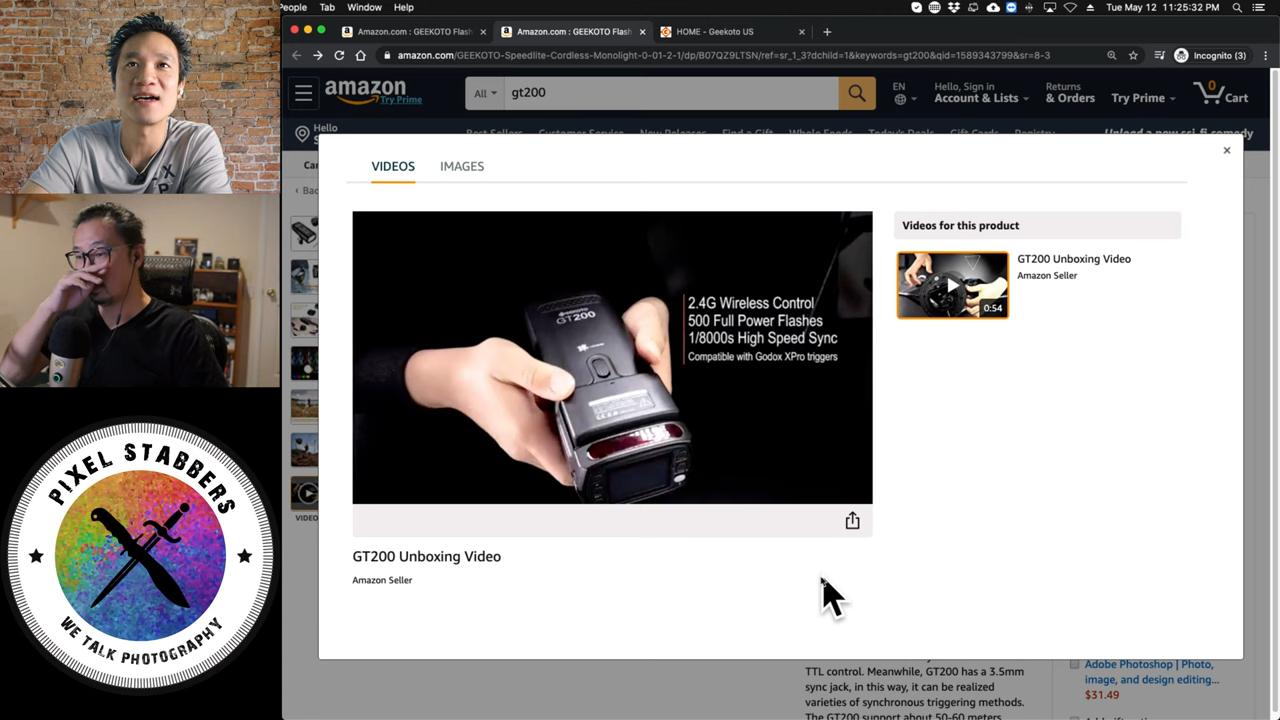 People Tab Window Help
Tue May 12 11:25:32 PM
Amazon.com : GEEKOTO Flash
Amazon.com : GEEKOTO Flash
HOME - Geekoto US
amazon.com/GEEKOTO-Speedlite-Cordless-Monolight-0-01-2-1/dp/B07QZ9LTSN/ref=sr_1_3?dchild=1&keywords=gt200&qid=1589343799&sr=8-3
Incognito (3)
amazon
Try Prime
All
gt200
EN
Hello, Sign in
Account & Lists
Returns
& Orders
Try Prime
0
Cart
Hello
Best Sellers Customer Service New Releases Find a Gift Whole Foods Today's Deals Gift Cards Registry
VIDEOS
IMAGES
Videos for this product
GT200 Unboxing Video
Amazon Seller
0:54
GT200
2.4G Wireless Control
500 Full Power Flashes
1/8000s High Speed Sync
Compatible with Godox XPro triggers
GT200 Unboxing Video
Amazon Seller
VIDEO
TTL control. Meanwhile, GT200 has a 3.5mm
sync jack, in this way, it can be realized
varieties of synchronous triggering methods.
The GT200 support about 50-60 meters
Adobe Photoshop | Photo,
image, and design editing...
$31.49
PIXEL STABBERS
WE TALK PHOTOGRAPHY
X
P